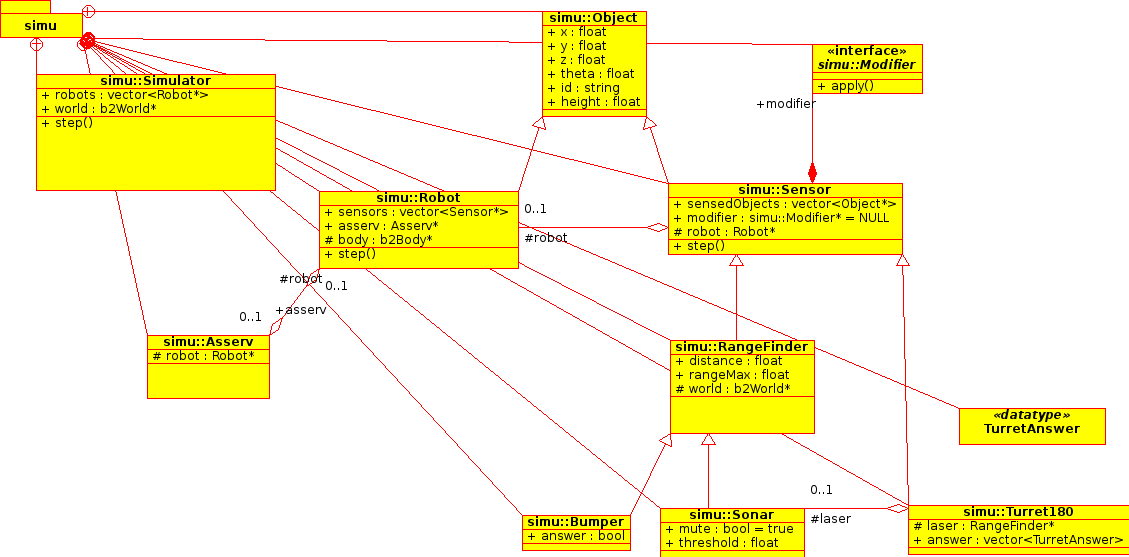 simu
simu::Object
+ x : float
+ y : float
+ z : float
+ theta : float
+ id : string
+ height : float
«interface»
simu::Modifier
+ apply()
+modifier
simu::Simulator
+ robots : vector<Robot*>
+ world : b2World*
+ step()
simu::Robot
+ sensors : vector<Sensor*>
+ asserv : Asserv*
# body : b2Body*
+ step()
0..1
#robot
simu::Sensor
+ sensedObjects : vector<Object*>
+ modifier : simu::Modifier* = NULL
# robot : Robot*
+ step()
#robot
0..1
+asserv
0..1
simu::Asserv
# robot : Robot*
simu::RangeFinder
+ distance : float
+ rangeMax : float
# world : b2World*
«datatype»
TurretAnswer
simu::Bumper
+ answer : bool
simu::Sonar
+ mute : bool = true
+ threshold : float
0..1
#laser
simu::Turret180
# laser : RangeFinder*
+ answer : vector<TurretAnswer>